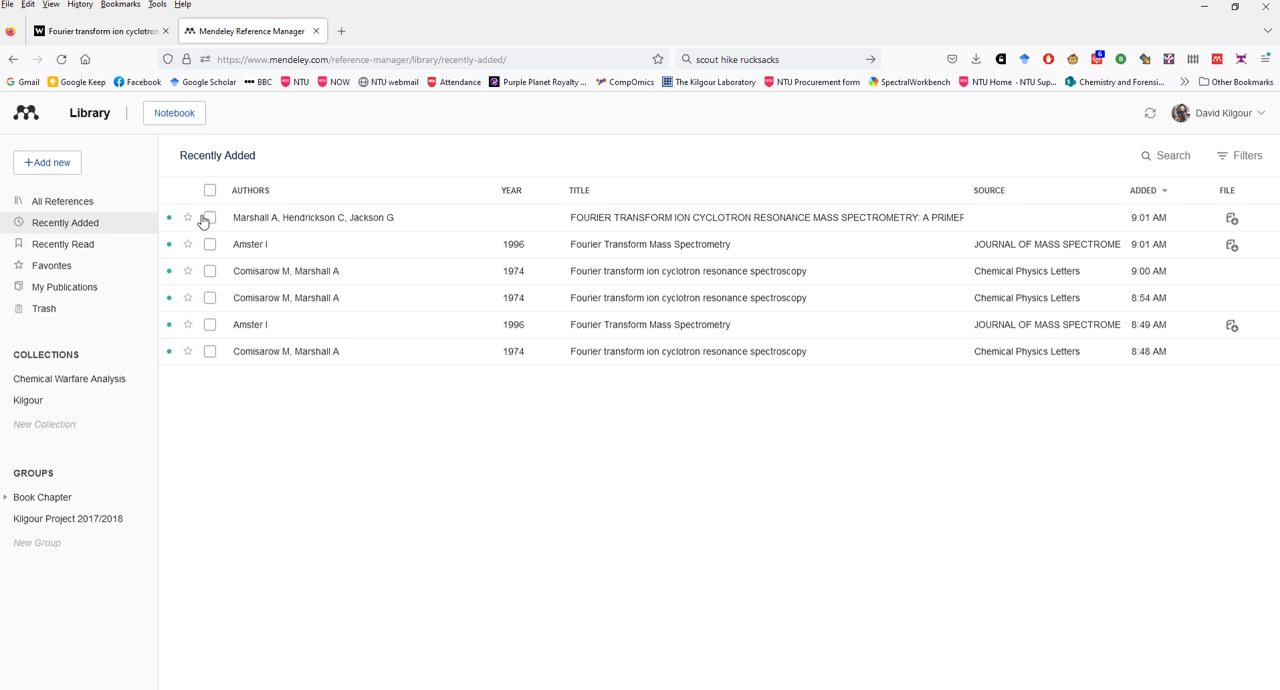 File Edit View History Bookmarks Tools Help
Fourier transform ion cyclotron
Mendeley Reference Manager
https://www.mendeley.com/reference-manager/library/recently-added/
scout hike rucksacks
6
Gmail Google Keep Facebook Google Scholar BBC NTU NOW NTU webmail Attendance Purple Planet Royalty ... CompOmics The Kilgour Laboratory NTU Procurement form SpectralWorkbench NTU Home - NTU Sup... Chemistry and Forensi... Other Bookmarks
Library
Notebook
David Kilgour
+Add new
All References
Recently Added
Recently Read
Favorites
My Publications
Trash
COLLECTIONS
Chemical Warfare Analysis
Kilgour
New Collection
GROUPS
Book Chapter
Kilgour Project 2017/2018
New Group
Recently Added
Search
Filters
AUTHORS YEAR TITLE SOURCE ADDED FILE
Marshall A, Hendrickson C, Jackson G FOURIER TRANSFORM ION CYCLOTRON RESONANCE MASS SPECTROMETRY: A PRIMER 9:01 AM
Amster I 1996 Fourier Transform Mass Spectrometry JOURNAL OF MASS SPECTROME 9:01 AM
Comisarow M, Marshall A 1974 Fourier transform ion cyclotron resonance spectroscopy Chemical Physics Letters 9:00 AM
Comisarow M, Marshall A 1974 Fourier transform ion cyclotron resonance spectroscopy Chemical Physics Letters 8:54 AM
Amster I 1996 Fourier Transform Mass Spectrometry JOURNAL OF MASS SPECTROME 8:49 AM
Comisarow M, Marshall A 1974 Fourier transform ion cyclotron resonance spectroscopy Chemical Physics Letters 8:48 AM